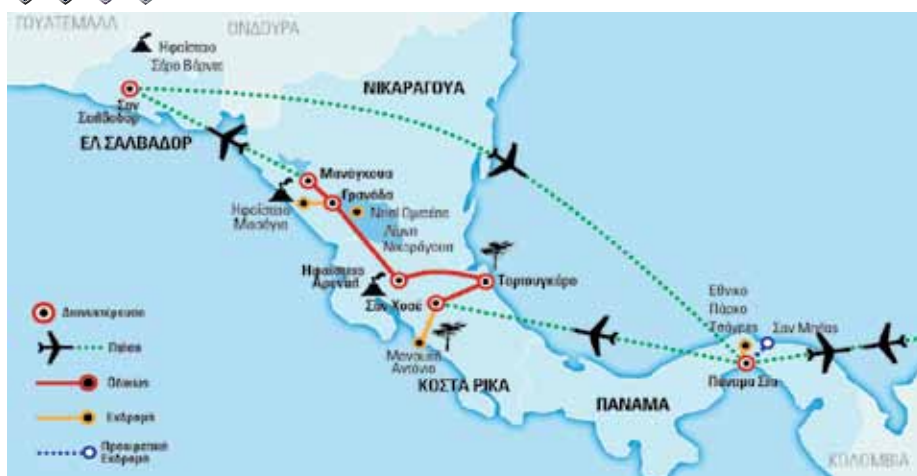 ΓΟΥΑΤΕΜΑΛΑ
ΟΝΔΟΥΡΑ
Ηφαίστειο
Σέρο Βέρντε
ΝΙΚΑΡΑΓΟΥΑ
Σαν
Σαλβαδόρ
ΕΛ ΣΑΛΒΑΔΟΡ
Μανάγκουα
Γρανάδα
Ηφαίστειο
Μασάγια
Νησί Ομετέπε
Λίμνη
Νικαράγουα
Ηφαίστειο
Αρενάλ
Τορτουγκέρο
Σαν Χοσέ
Εθνικό
Πάρκο
Τσάγκρες
Σαν Μπλας
Διανυκτέρευση
Πτήση
Οδικώς
Εκδρομή
Προαιρετική
Εκδρομή
Μανουέλ
Αντόνιο
ΚΟΣΤΑ ΡΙΚΑ
ΠΑΝΑΜΑ
Πάναμα Σίτι
ΚΟΛΟΜΒΙΑ